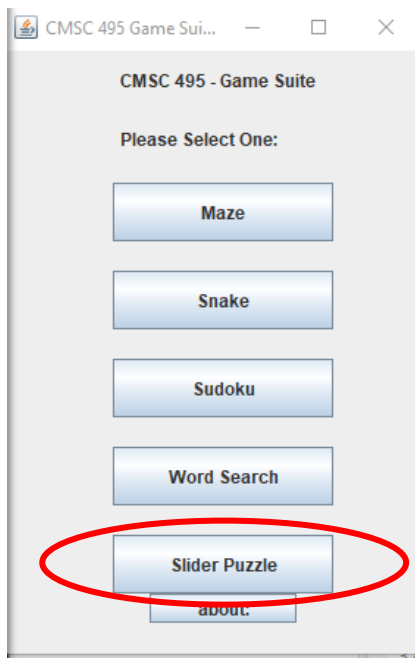 CMSC 495 Game Sui...
CMSC 495 - Game Suite
Please Select One:
Maze
Snake
Sudoku
Word Search
Slider Puzzle
about: